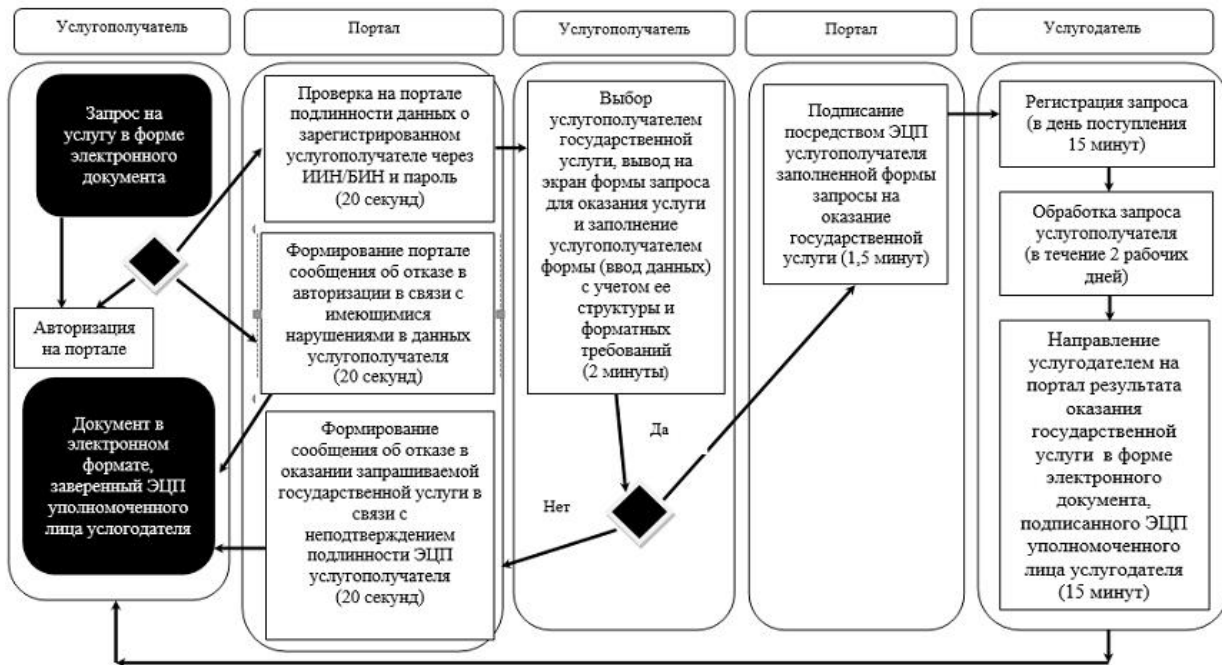 Услугополучатель
Портал
Услугополучатель
Портал
Услугодатель
Запрос на
услугу в форме
электронного
документа
Авторизация
на портале
Документ в
электронном
формате,
заверенный ЭЦП
уполномоченного
лица услогодателя
Проверка на портале
подлинности данных о
зарегистрированном
услугополучателе через
ИИН/БИН и пароль
(20 секунд)
Формирование портале
сообщения об отказе в
авторизации в связи с
имеющимися
нарушениями в данных
услугополучателя
(20 секунд)
Формирование
сообщения об отказе в
оказании запрашиваемой
государственной услуги в
связи с
неподтверждением
подлинности ЭЦП
услугополучателя
(20 секунд)
Выбор
услугополучателем
государственной
услуги, вывод на
экран формы запроса
для оказания услуги
и заполнение
услугополучателем
формы (ввод данных)
с учетом ее
структуры и
форматных
требований
(2 минуты)
Да
Нет
Подписание
посредством ЭЦП
услугополучателя
заполненной формы
запросы на
оказание
государственной
услуги (1,5 минут)
Регистрация запроса
(в день поступления
15 минут)
Обработка запроса
услугополучателя
(в течение 2 рабочих
дней)
Направление
услугодателем на
портал результата
оказания
государственной
услуги в форме
электронного
документа,
подписанного ЭЦП
уполномоченного
лица услугодателя
(15 минут)